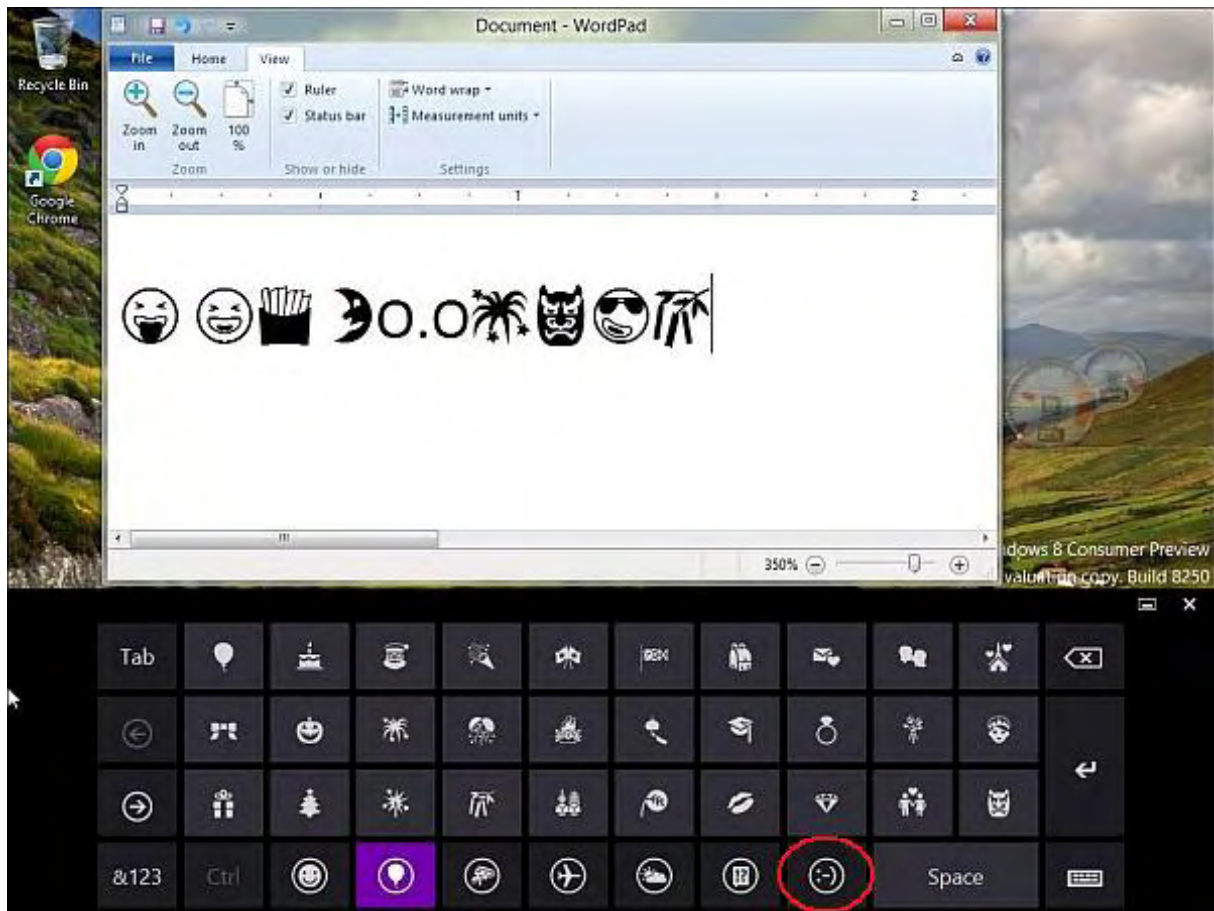 Document - WordPad
File Home View
Recycle Bin
Zoom in
Zoom out
100 %
Ruler
Status bar
Word wrap
Measurement units
Zoom
Show or hide
Settings
Google Chrome
1 2
o.o
350%
dows 8 Consumer Preview
copy. Build 8250
Tab
&123 Ctrl :-) Space